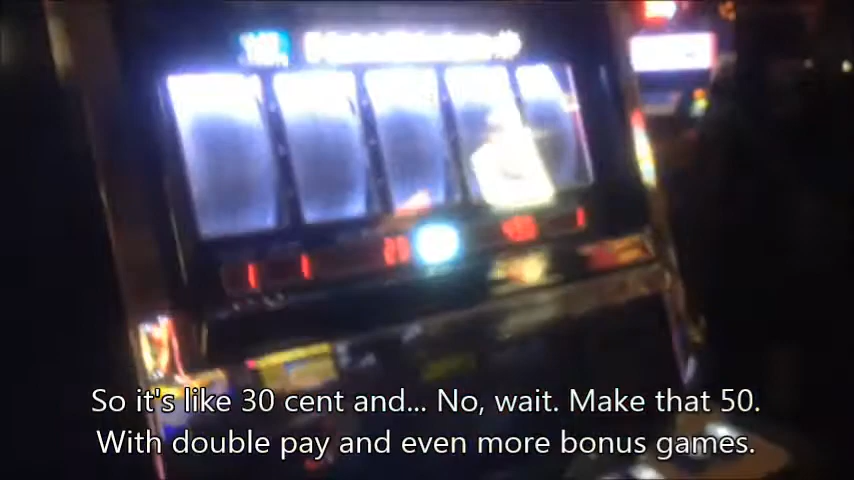 So it's like 30 cent and... No, wait. Make that 50.
With double pay and even more bonus games.